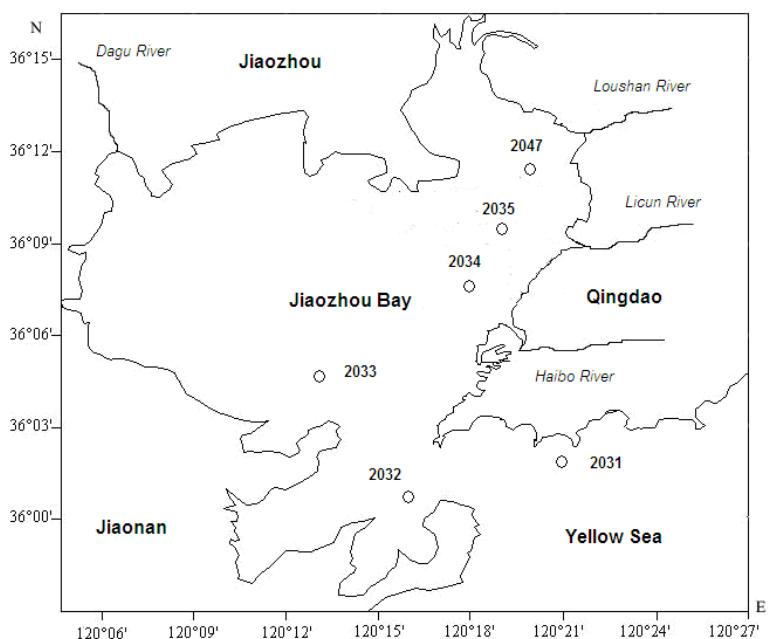 N
36°15'
Dagu River
Jiaozhou
Loushan River
36°12'
2047
2035
Licun River
36°09'
2034
Jiaozhou Bay
Qingdao
36°06'
2033
Haibo River
36°03'
2032
2031
36°00'
Jiaonan
Yellow Sea
E
120°06' 120°09' 120°12' 120°15' 120°18' 120°21' 120°24' 120°27'